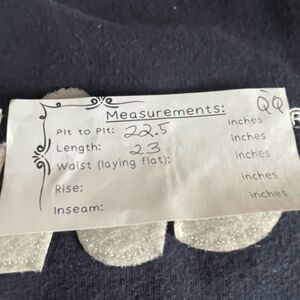 QQ
Measurements:
Pit to Pit: 22.5 inches
Length: 23 inches
Waist (laying flat): inches
Rise: inches
Inseam: inches